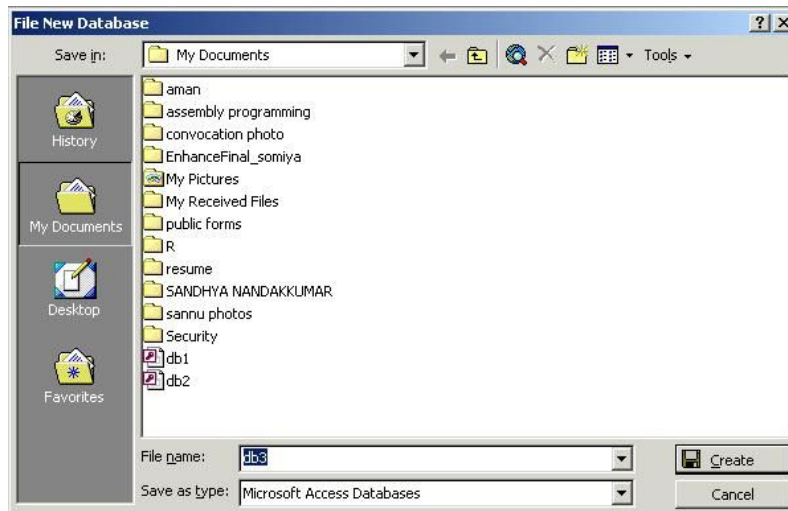 File New Database
Save in:
My Documents
Tools
History
My Documents
Desktop
Favorites
aman
assembly programming
convocation photo
EnhanceFinal_somiya
My Pictures
My Received Files
public forms
R
resume
SANDHYA NANDAKKUMAR
sannu photos
Security
db1
db2
File name:
db3
Create
Save as type:
Microsoft Access Databases
Cancel